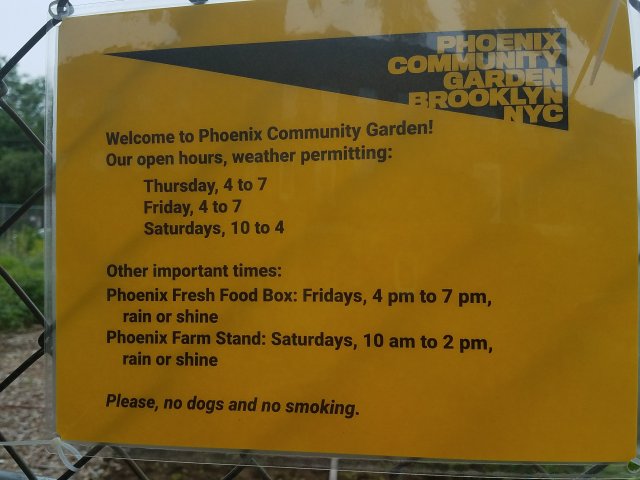 PHOENIX
COMMUNITY
GARDEN
BROOKLYN
NYC
Welcome to Phoenix Community Garden!
Our open hours, weather permitting:
Thursday, 4 to 7
Friday, 4 to 7
Saturdays, 10 to 4
Other important times:
Phoenix Fresh Food Box: Fridays, 4 pm to 7 pm,
rain or shine
Phoenix Farm Stand: Saturdays, 10 am to 2 pm,
rain or shine
Please, no dogs and no smoking.